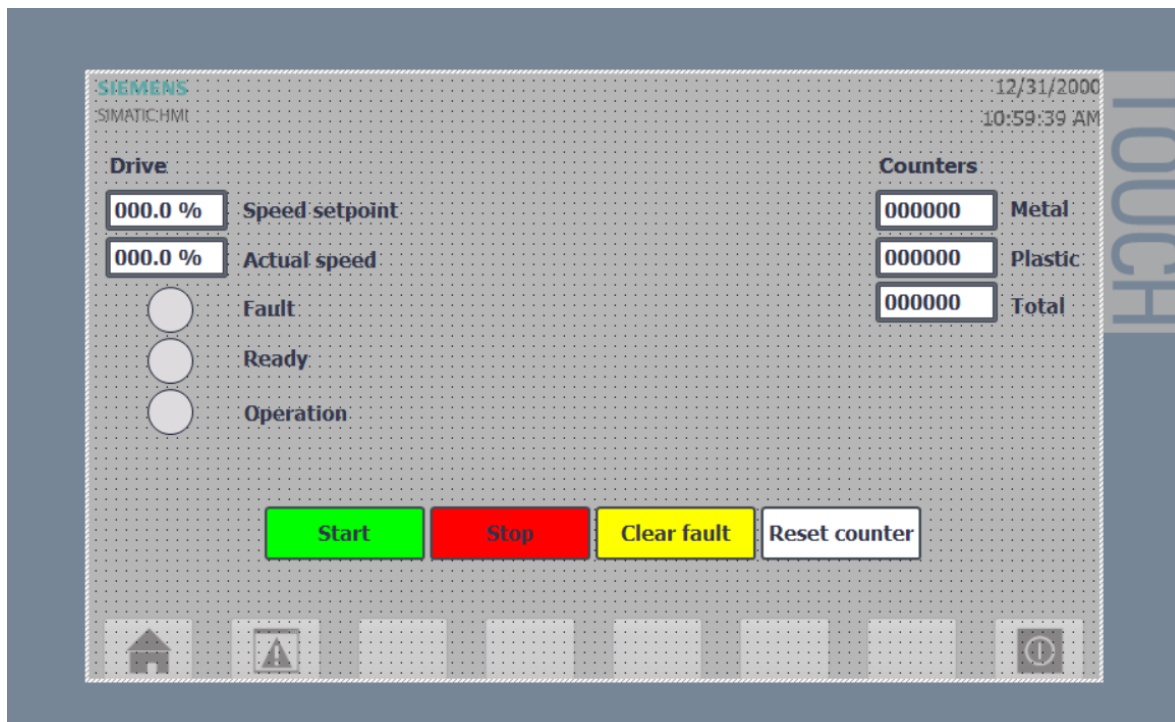 SIEMENS
SIMATIC HMI
12/31/2000
10:59:39 AM
TOUCH
Drive
000.0 % Speed setpoint
000.0 % Actual speed
Fault
Ready
Operation
Counters
000000 Metal
000000 Plastic
000000 Total
Start
Stop
Clear fault
Reset counter